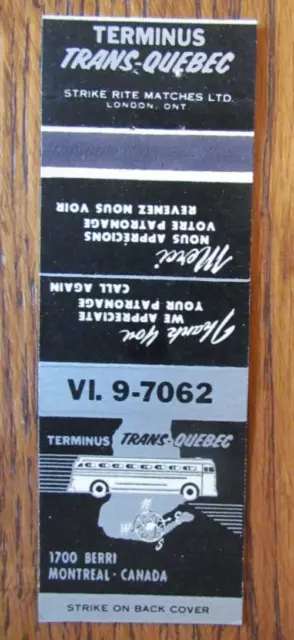 TERMINUS
TRANS-QUEBEC
STRIKE RITE MATCHES LTD.
LONDON, ONT.
Merci
NOUS APPRÉCIONS
VOTRE PATRONAGE
REVENEZ NOUS VOIR
Thank You
WE APPRECIATE
YOUR PATRONAGE
CALL AGAIN
VI. 9-7062
TERMINUS TRANS-QUEBEC
N
W
S
1700 BERRI
MONTREAL · CANADA
STRIKE ON BACK COVER